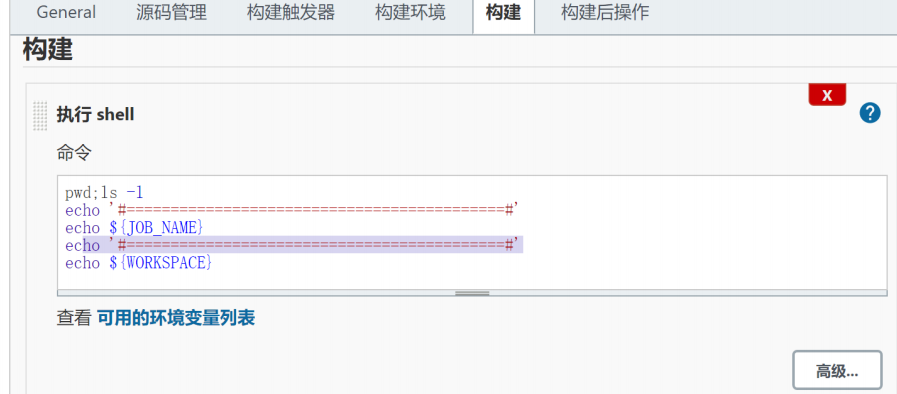 General 源码管理 构建触发器 构建环境 构建 构建后操作
构建
X
执行 shell
?
命令
pwd;ls -l
echo '#===========================================#'
echo ${JOB_NAME}
echo '#===========================================#'
echo ${WORKSPACE}
查看 可用的环境变量列表
高级...